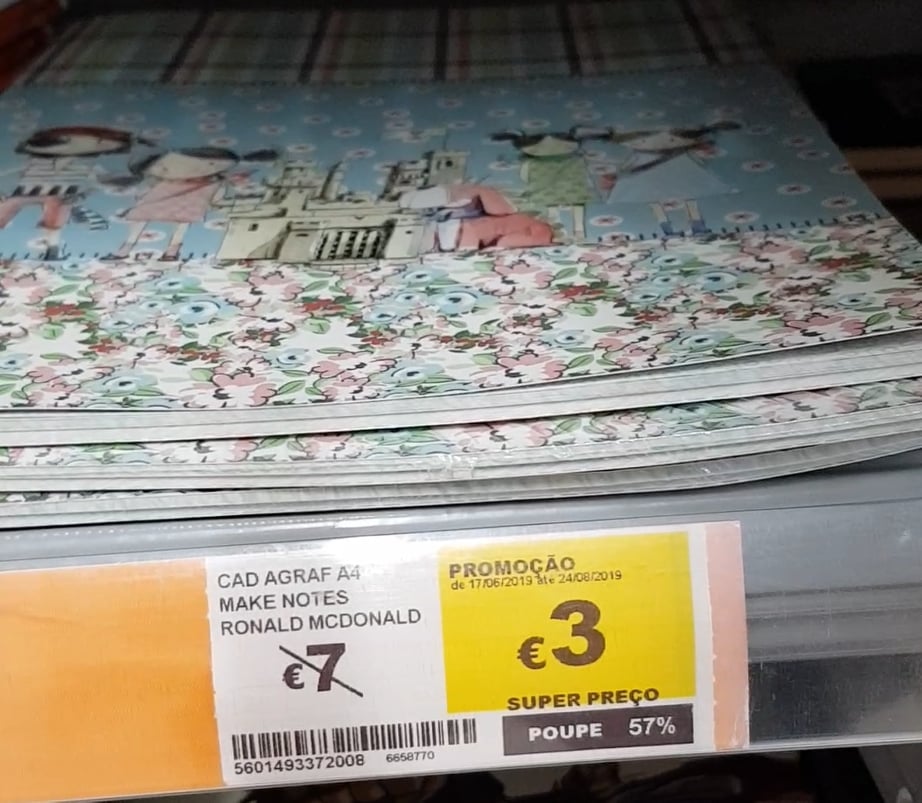 CAD AGRAF A4
MAKE NOTES
RONALD MCDONALD
€7
5601493372008 6658770
PROMOÇÃO
de 17/06/2019 até 24/08/2019
€3
SUPER PREÇO
POUPE 57%